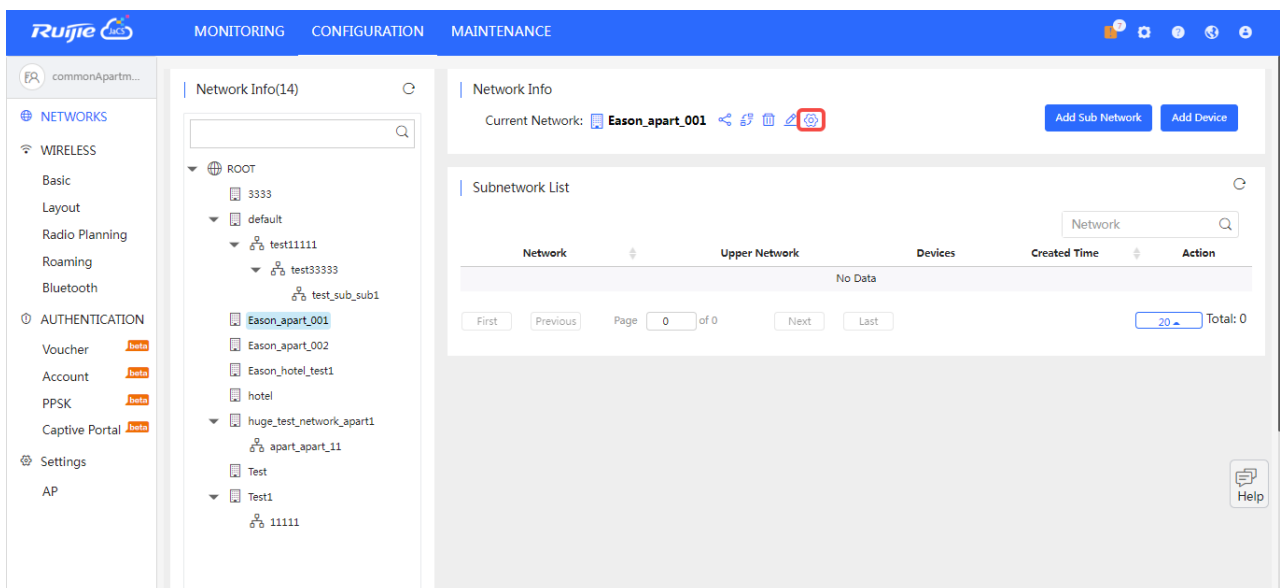 Ruijie JaCS
MONITORING
CONFIGURATION
MAINTENANCE
7
commonApartm...
NETWORKS
WIRELESS
Basic
Layout
Radio Planning
Roaming
Bluetooth
AUTHENTICATION
Voucher beta
Account beta
PPSK beta
Captive Portal beta
Settings
AP
Network Info(14)
ROOT
3333
default
test11111
test33333
test_sub_sub1
Eason_apart_001
Eason_apart_002
Eason_hotel_test1
hotel
huge_test_network_apart1
apart_apart_11
Test
Test1
11111
Network Info
Current Network: Eason_apart_001
Add Sub Network
Add Device
Subnetwork List
Network
Network Upper Network Devices Created Time Action
No Data
First Previous Page 0 of 0 Next Last 20 Total: 0
Help